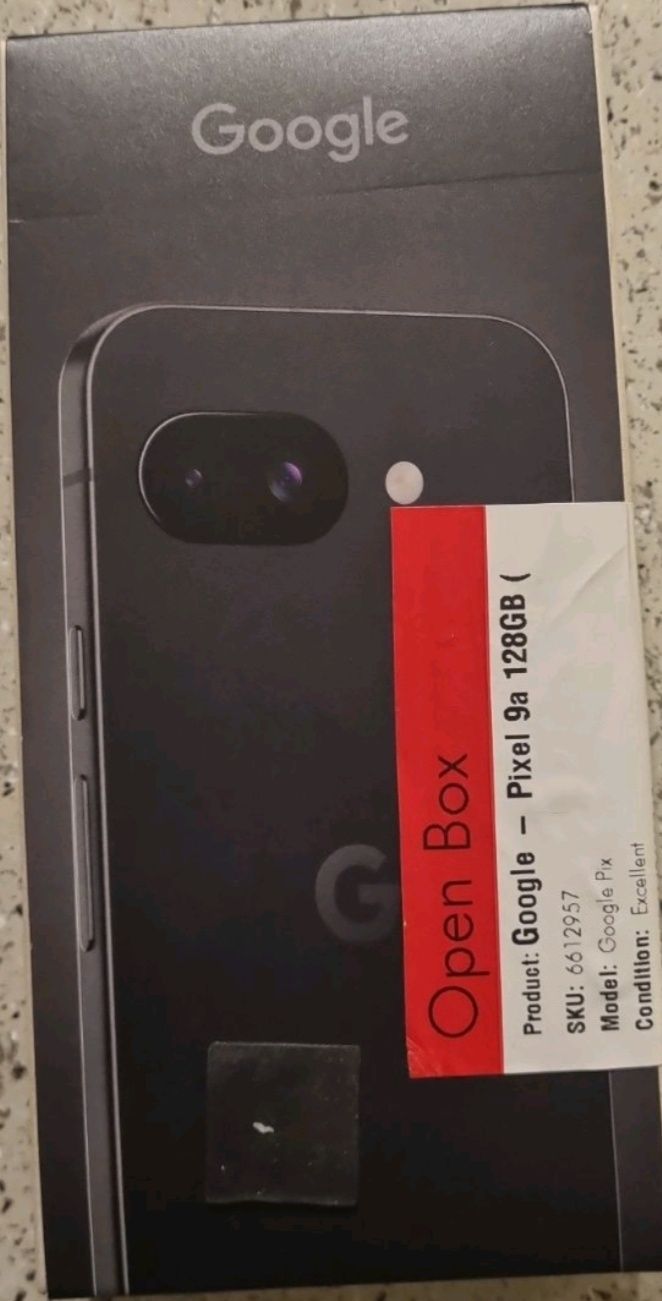 Google
G
Open Box
Product: Google – Pixel 9a 128GB (
SKU: 6612957
Model: Google Pix
Condition: Excellent